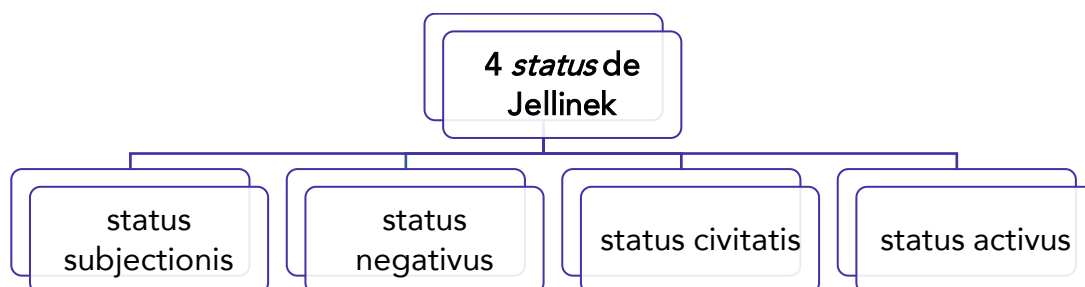 4 status de
Jellinek
status
subjectionis
status
negativus
status civitatis
status activus